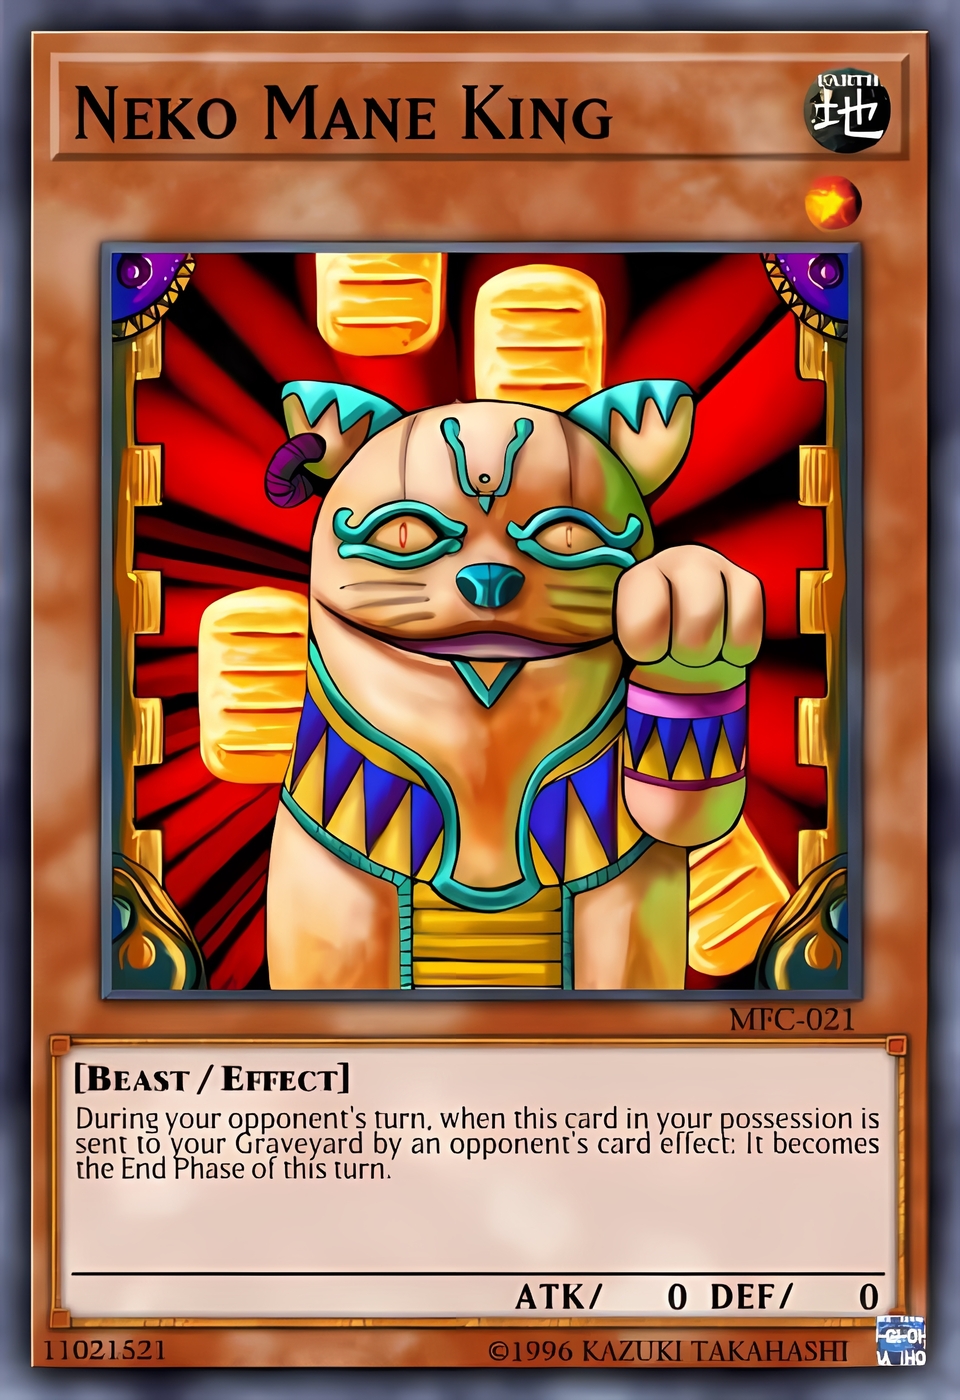 NEKO MANE KING
EARTH
地
MFC-021
[BEAST / EFFECT]
During your opponent's turn, when this card in your possession is
sent to your Graveyard by an opponent's card effect: It becomes
the End Phase of this turn.
ATK/ 0 DEF/ 0
11021521
©1996 KAZUKI TAKAHASHI